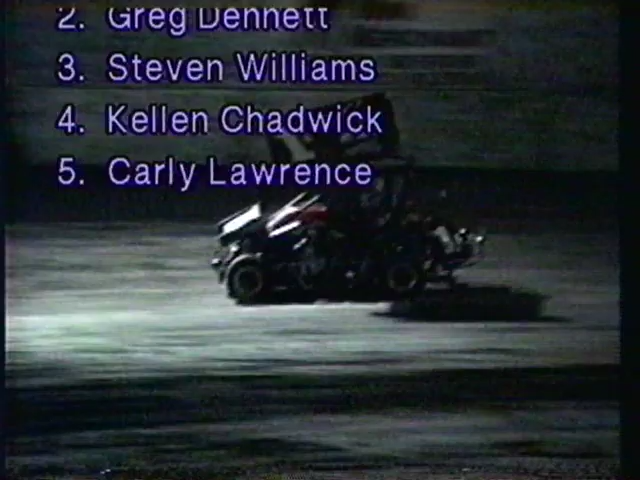 2. Greg Dennett
3. Steven Williams
4. Kellen Chadwick
5. Carly Lawrence